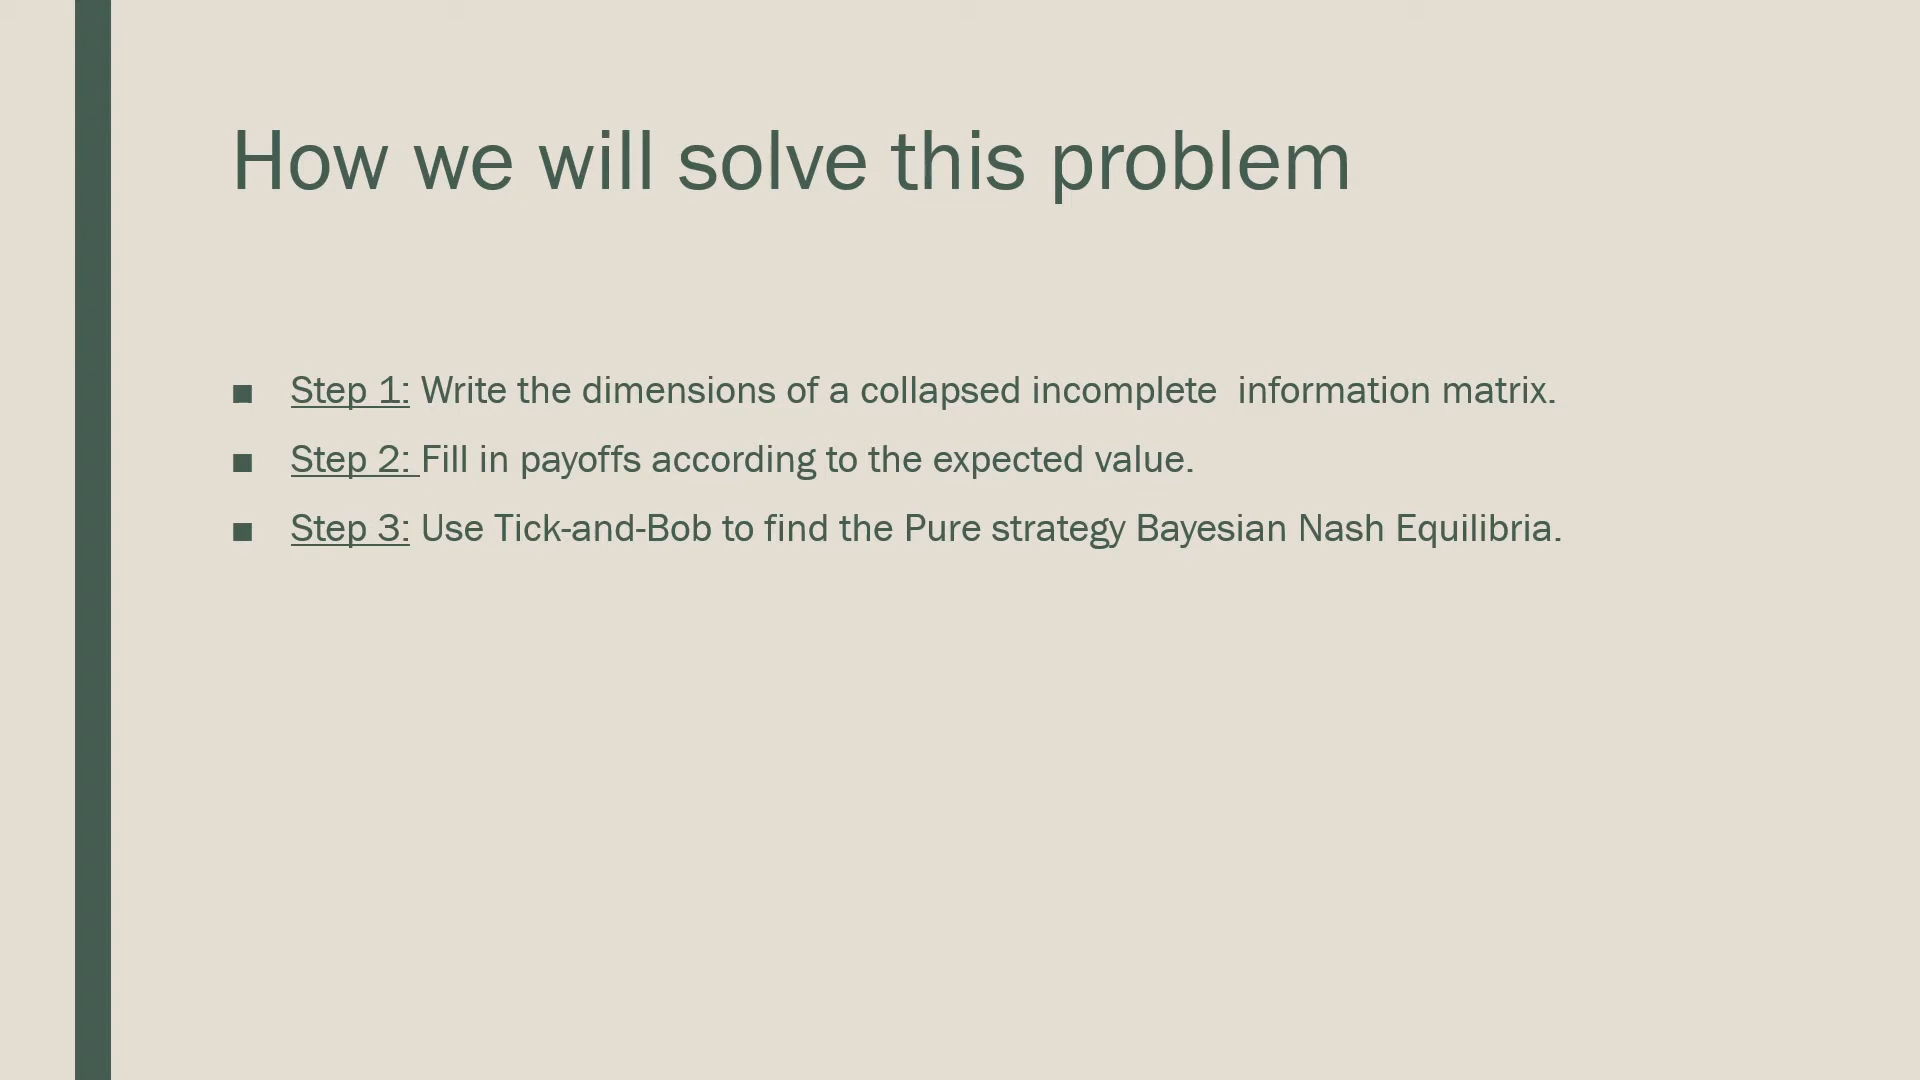 How we will solve this problem
■ Step 1: Write the dimensions of a collapsed incomplete  information matrix.
■ Step 2: Fill in payoffs according to the expected value.
■ Step 3: Use Tick-and-Bob to find the Pure strategy Bayesian Nash Equilibria.